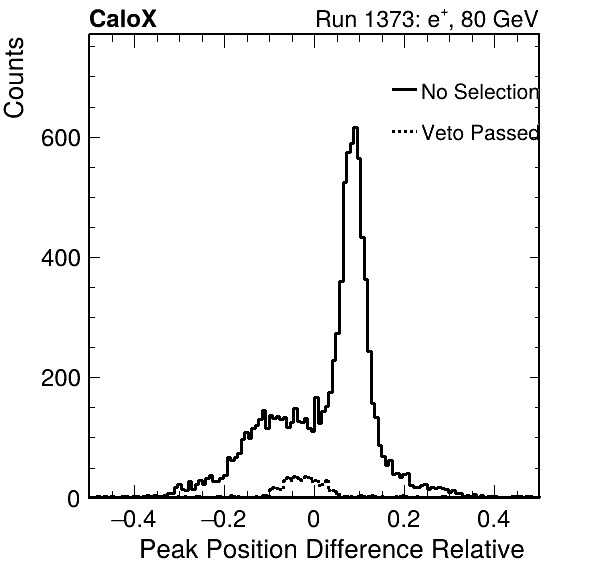 CaloX Run 1373: e⁺, 80 GeV
Counts
No Selection
Veto Passed
600
400
200
0
−0.4 −0.2 0 0.2 0.4
Peak Position Difference Relative